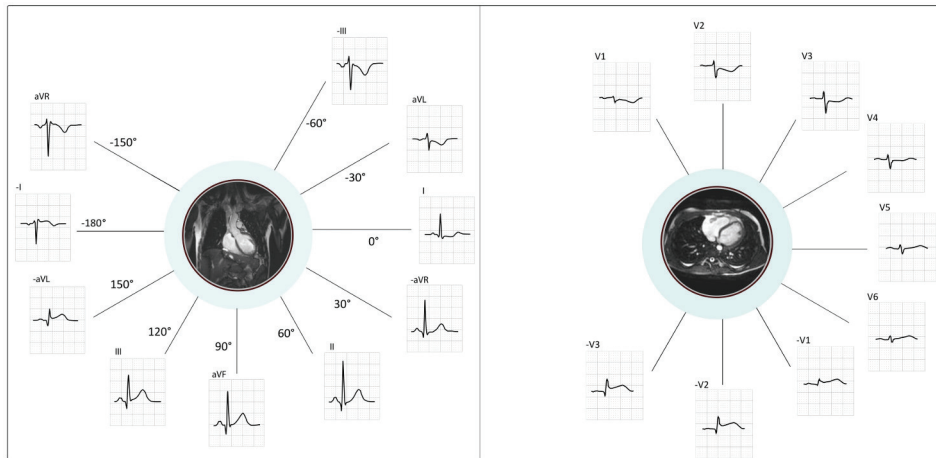 -III
aVR
aVL
-60°
-150°
-30°
-I
I
-180°
0°
-aVL
-aVR
150°
30°
120°
60°
90°
III
II
aVF
V2
V1
V3
V4
V5
V6
-V3
-V1
-V2